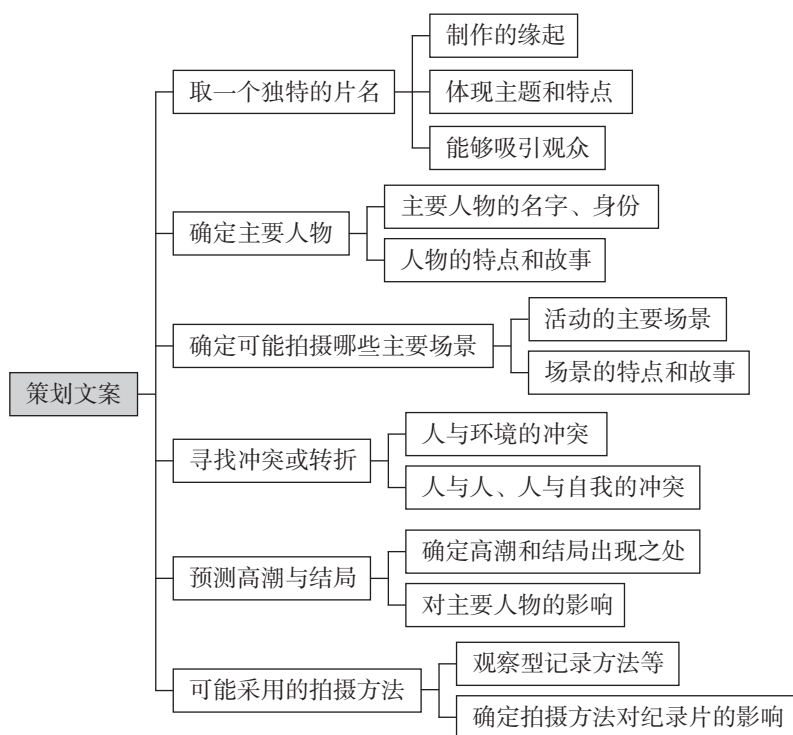 策划文案
取一个独特的片名
制作的缘起
体现主题和特点
能够吸引观众
确定主要人物
主要人物的名字、身份
人物的特点和故事
确定可能拍摄哪些主要场景
活动的主要场景
场景的特点和故事
寻找冲突或转折
人与环境的冲突
人与人、人与自我的冲突
预测高潮与结局
确定高潮和结局出现之处
对主要人物的影响
可能采用的拍摄方法
观察型记录方法等
确定拍摄方法对纪录片的影响